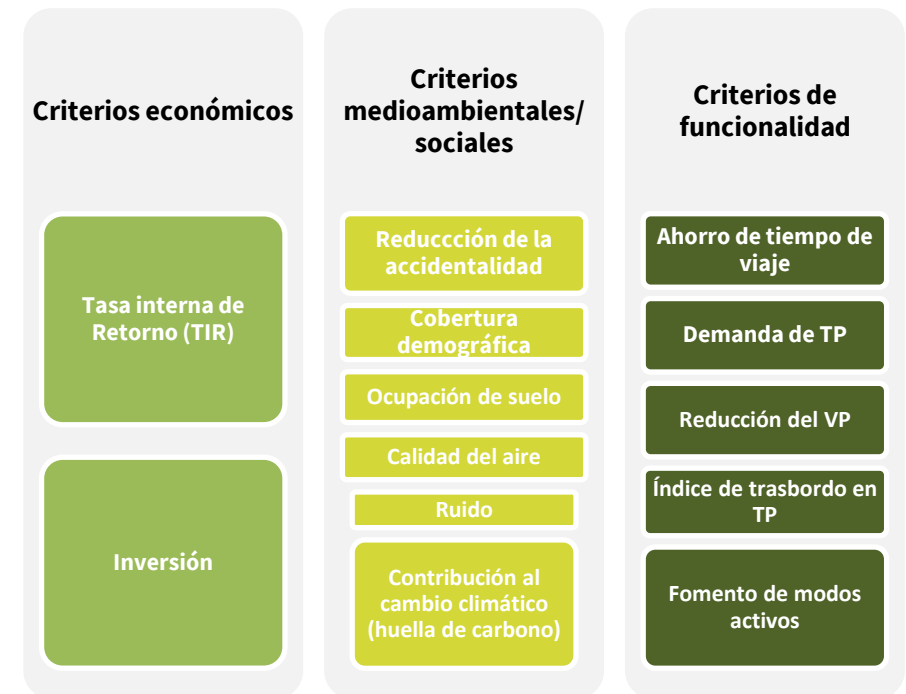 Criterios económicos
Tasa interna de
Retorno (TIR)
Inversión
Criterios
medioambientales/
sociales
Reduccción de la
accidentalidad
Cobertura
demográfica
Ocupación de suelo
Calidad del aire
Ruido
Contribución al
cambio climático
(huella de carbono)
Criterios de
funcionalidad
Ahorro de tiempo de
viaje
Demanda de TP
Reducción del VP
Índice de trasbordo en
TP
Fomento de modos
activos